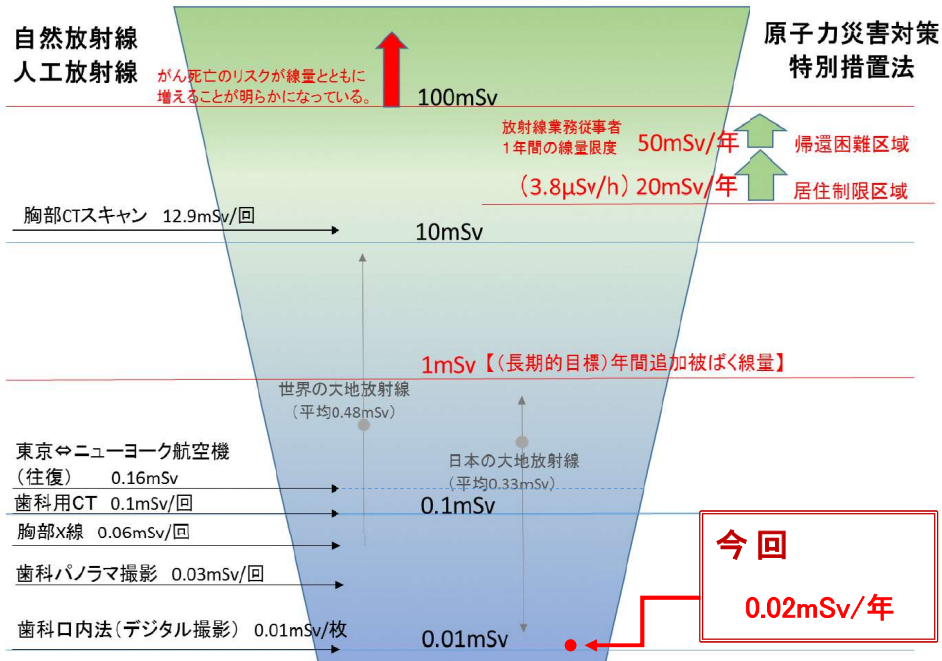 自然放射線
人工放射線
原子力災害対策
特別措置法
がん死亡のリスクが線量とともに
増えることが明らかになっている。
100mSv
放射線業務従事者
1年間の線量限度
50mSv/年
帰還困難区域
(3.8μSv/h) 20mSv/年
居住制限区域
胸部CTスキャン 12.9mSv/回
10mSv
1mSv【(長期的目標)年間追加被ばく線量】
世界の大地放射線
(平均0.48mSv)
東京⇔ニューヨーク航空機
(往復) 0.16mSv
日本の大地放射線
(平均0.33mSv)
歯科用CT 0.1mSv/回
0.1mSv
胸部X線 0.06mSv/回
歯科パノラマ撮影 0.03mSv/回
歯科口内法(デジタル撮影) 0.01mSv/枚
0.01mSv
今回
0.02mSv/年